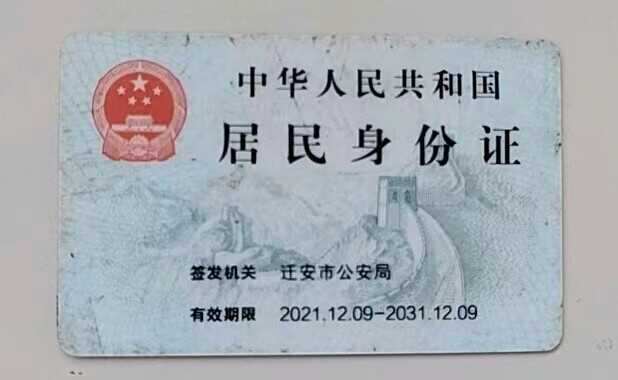 中华人民共和国
居民身份证
签发机关 迁安市公安局
有效期限 2021.12.09-2031.12.09